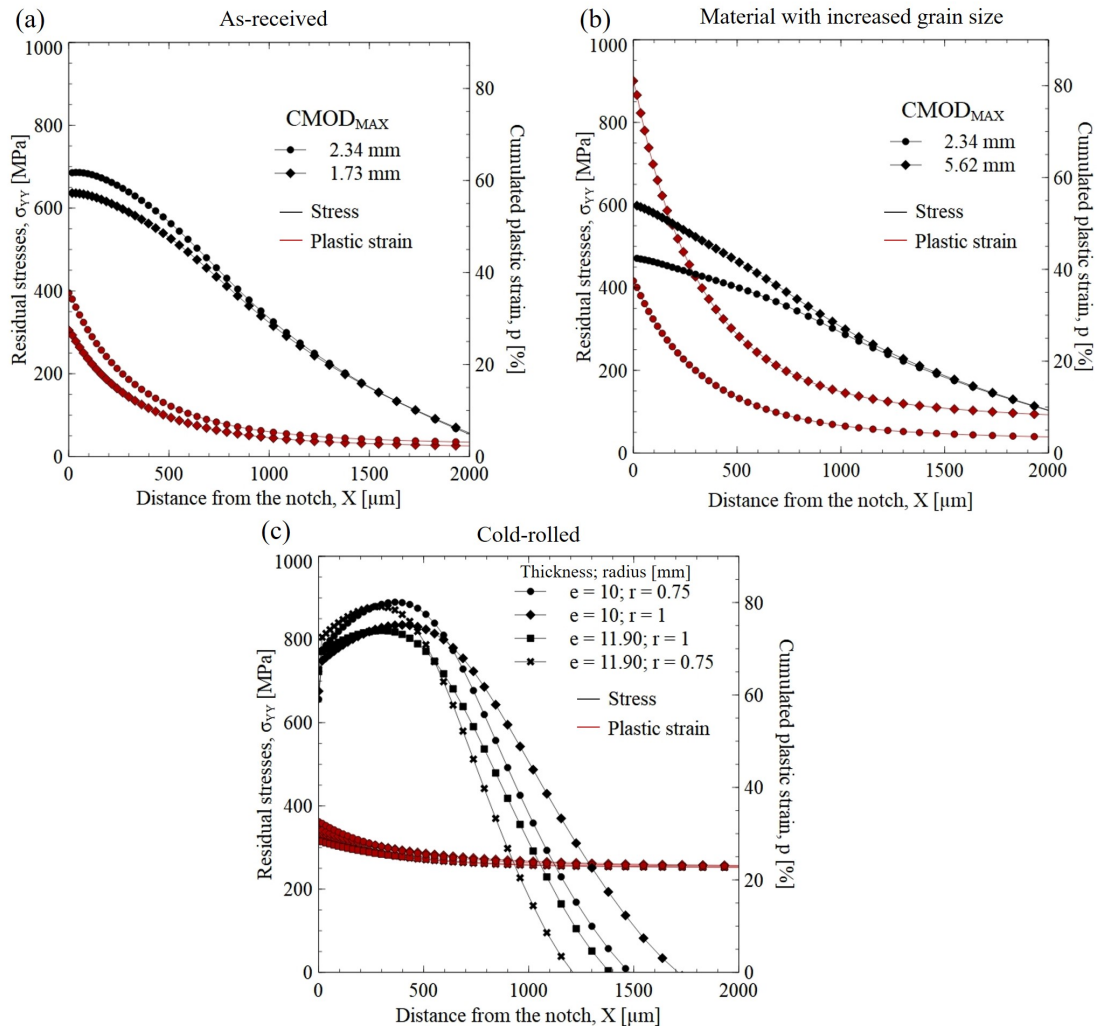 (a)
As-received
1000
800
600
400
200
0
Residual stresses, σYY [MPa]
80
60
40
20
0
Cumulated plastic strain, p [%]
CMODMAX
2.34 mm
1.73 mm
Stress
Plastic strain
0 500 1000 1500 2000
Distance from the notch, X [µm]
(b)
Material with increased grain size
1000
800
600
400
200
0
Residual stresses, σYY [MPa]
80
60
40
20
0
Cumulated plastic strain, p [%]
CMODMAX
2.34 mm
5.62 mm
Stress
Plastic strain
0 500 1000 1500 2000
Distance from the notch, X [µm]
(c)
Cold-rolled
1000
800
600
400
200
0
Residual stresses, σYY [MPa]
80
60
40
20
0
Cumulated plastic strain, p [%]
Thickness; radius [mm]
e = 10; r = 0.75
e = 10; r = 1
e = 11.90; r = 1
e = 11.90; r = 0.75
Stress
Plastic strain
0 500 1000 1500 2000
Distance from the notch, X [µm]